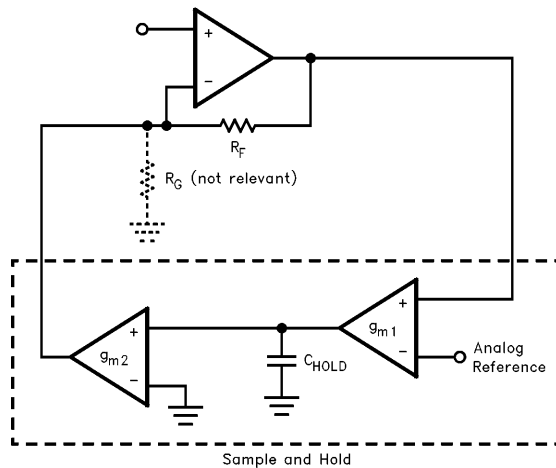 +
−
R_F
R_G (not relevant)
+
g_m1
−
Analog
Reference
+
g_m2
−
C_HOLD
Sample and Hold